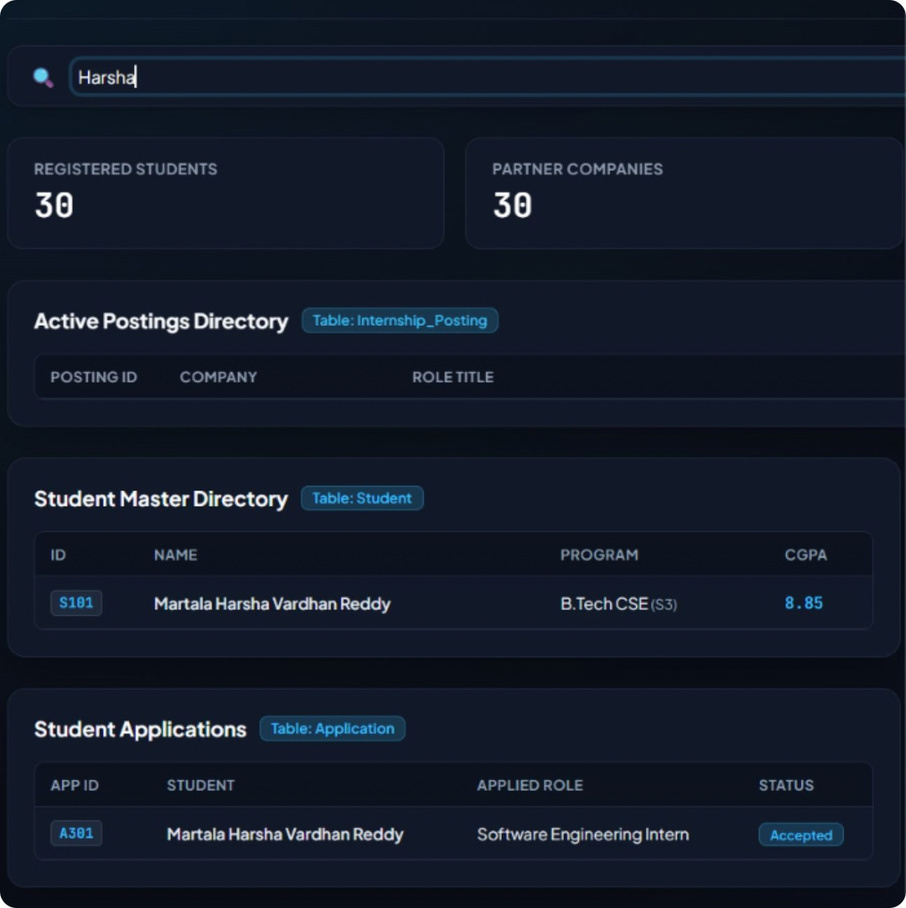 Harsha
REGISTERED STUDENTS
30
PARTNER COMPANIES
30
Active Postings Directory Table: Internship_Posting
POSTING ID COMPANY ROLE TITLE
Student Master Directory Table: Student
ID NAME PROGRAM CGPA
S101 Martala Harsha Vardhan Reddy B.Tech CSE (S3) 8.85
Student Applications Table: Application
APP ID STUDENT APPLIED ROLE STATUS
A301 Martala Harsha Vardhan Reddy Software Engineering Intern Accepted